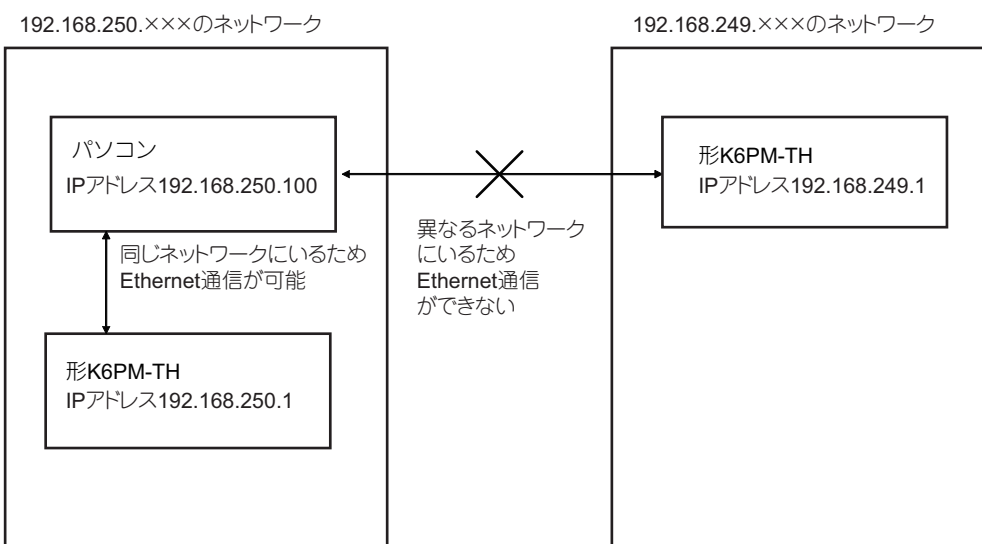 192.168.250.×××のネットワーク
192.168.249.×××のネットワーク
パソコン
IPアドレス192.168.250.100
形K6PM-TH
IPアドレス192.168.249.1
同じネットワークにいるため
Ethernet通信が可能
異なるネットワーク
にいるため
Ethernet通信
ができない
形K6PM-TH
IPアドレス192.168.250.1